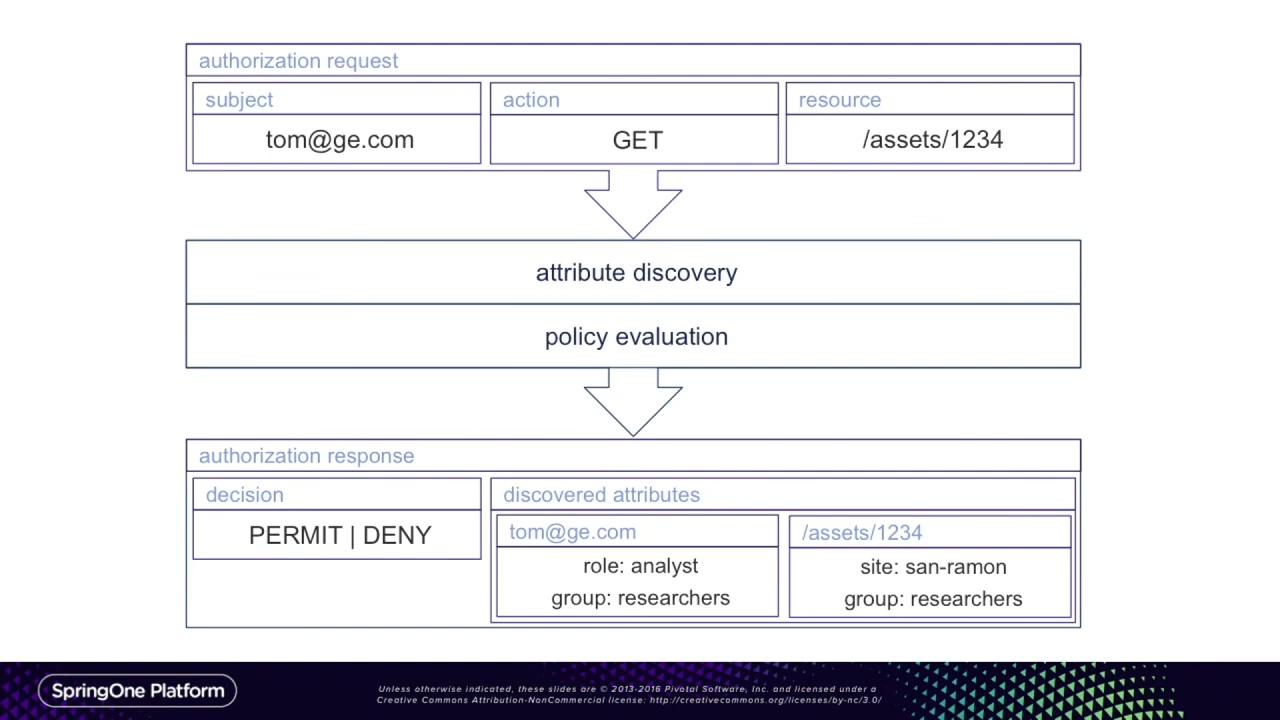 authorization request
subject
action
resource
tom@ge.com
GET
/assets/1234
attribute discovery
policy evaluation
authorization response
decision
discovered attributes
PERMIT | DENY
tom@ge.com
/assets/1234
role: analyst
site: san-ramon
group: researchers
group: researchers
SpringOne Platform
Unless otherwise indicated, these slides are © 2013-2016 Pivotal Software, Inc. and licensed under a
Creative Commons Attribution-NonCommercial license: http://creativecommons.org/licenses/by-nc/3.0/